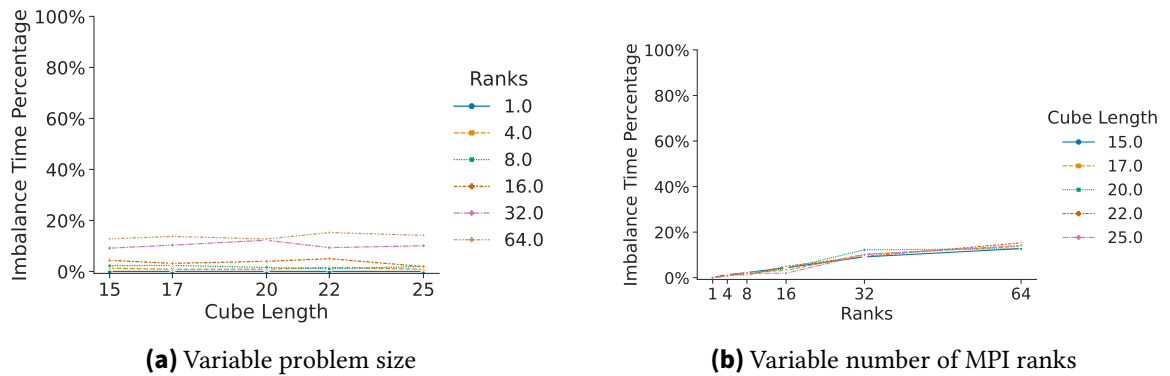 Imbalance Time Percentage
100%
80%
60%
40%
20%
0%
15 17 20 22 25
Cube Length
Ranks
1.0
4.0
8.0
16.0
32.0
64.0
(a) Variable problem size
Imbalance Time Percentage
100%
80%
60%
40%
20%
0%
1 4 8 16 32 64
Ranks
Cube Length
15.0
17.0
20.0
22.0
25.0
(b) Variable number of MPI ranks